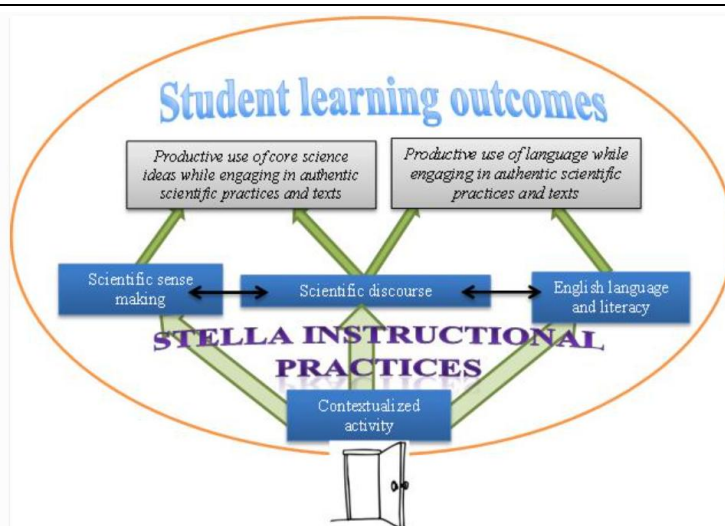 Student learning outcomes
Productive use of core science
ideas while engaging in authentic
scientific practices and texts
Productive use of language while
engaging in authentic scientific
practices and texts
Scientific sense
making
Scientific discourse
English language
and literacy
STELLA INSTRUCTIONAL
PRACTICES
Contextualized
activity